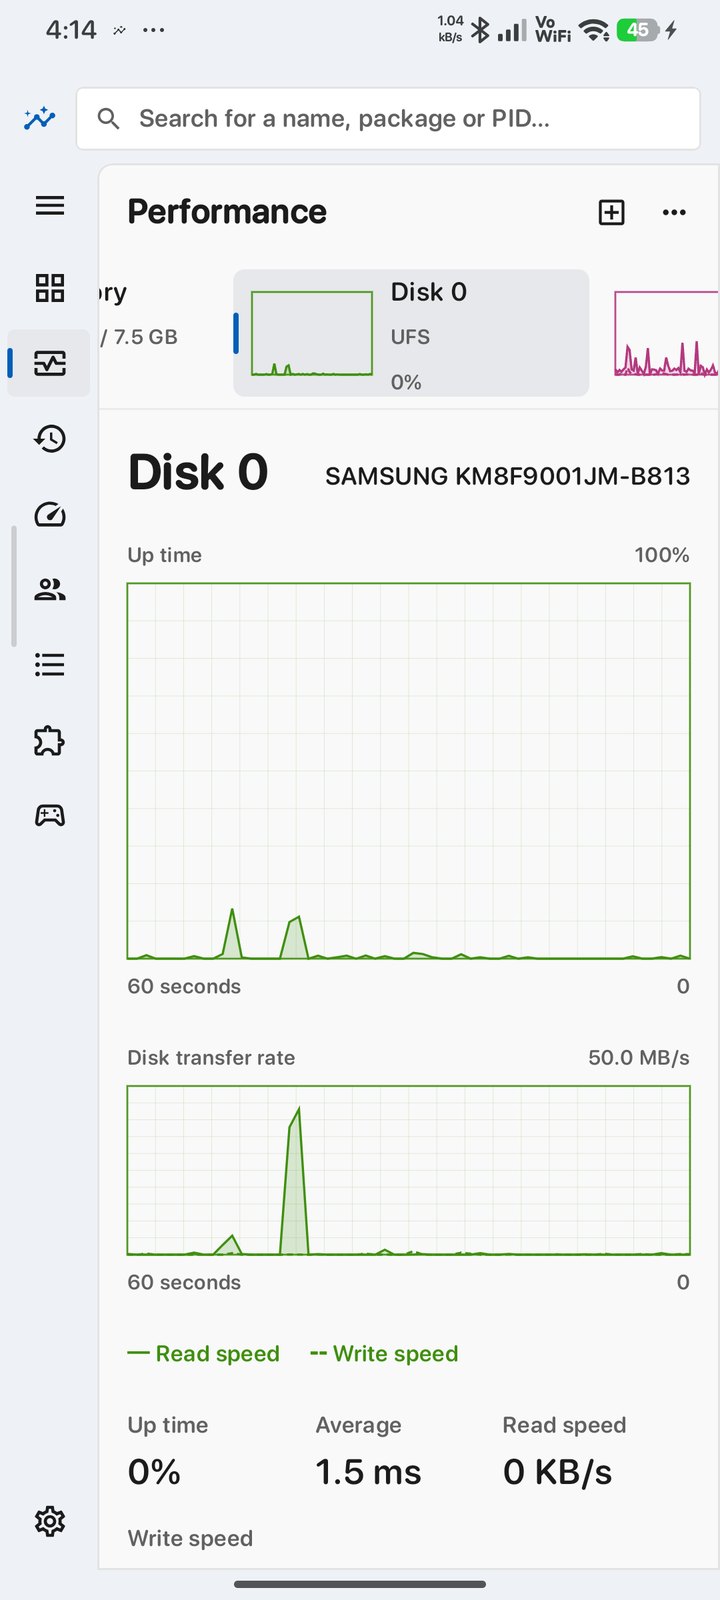 4:14
1.04
kB/s
Vo
WiFi
45
Search for a name, package or PID...
Performance
ory
/ 7.5 GB
Disk 0
UFS
0%
Disk 0
SAMSUNG KM8F9001JM-B813
Up time
100%
60 seconds
0
Disk transfer rate
50.0 MB/s
60 seconds
0
Read speed
Write speed
Up time
Average
Read speed
0%
1.5 ms
0 KB/s
Write speed